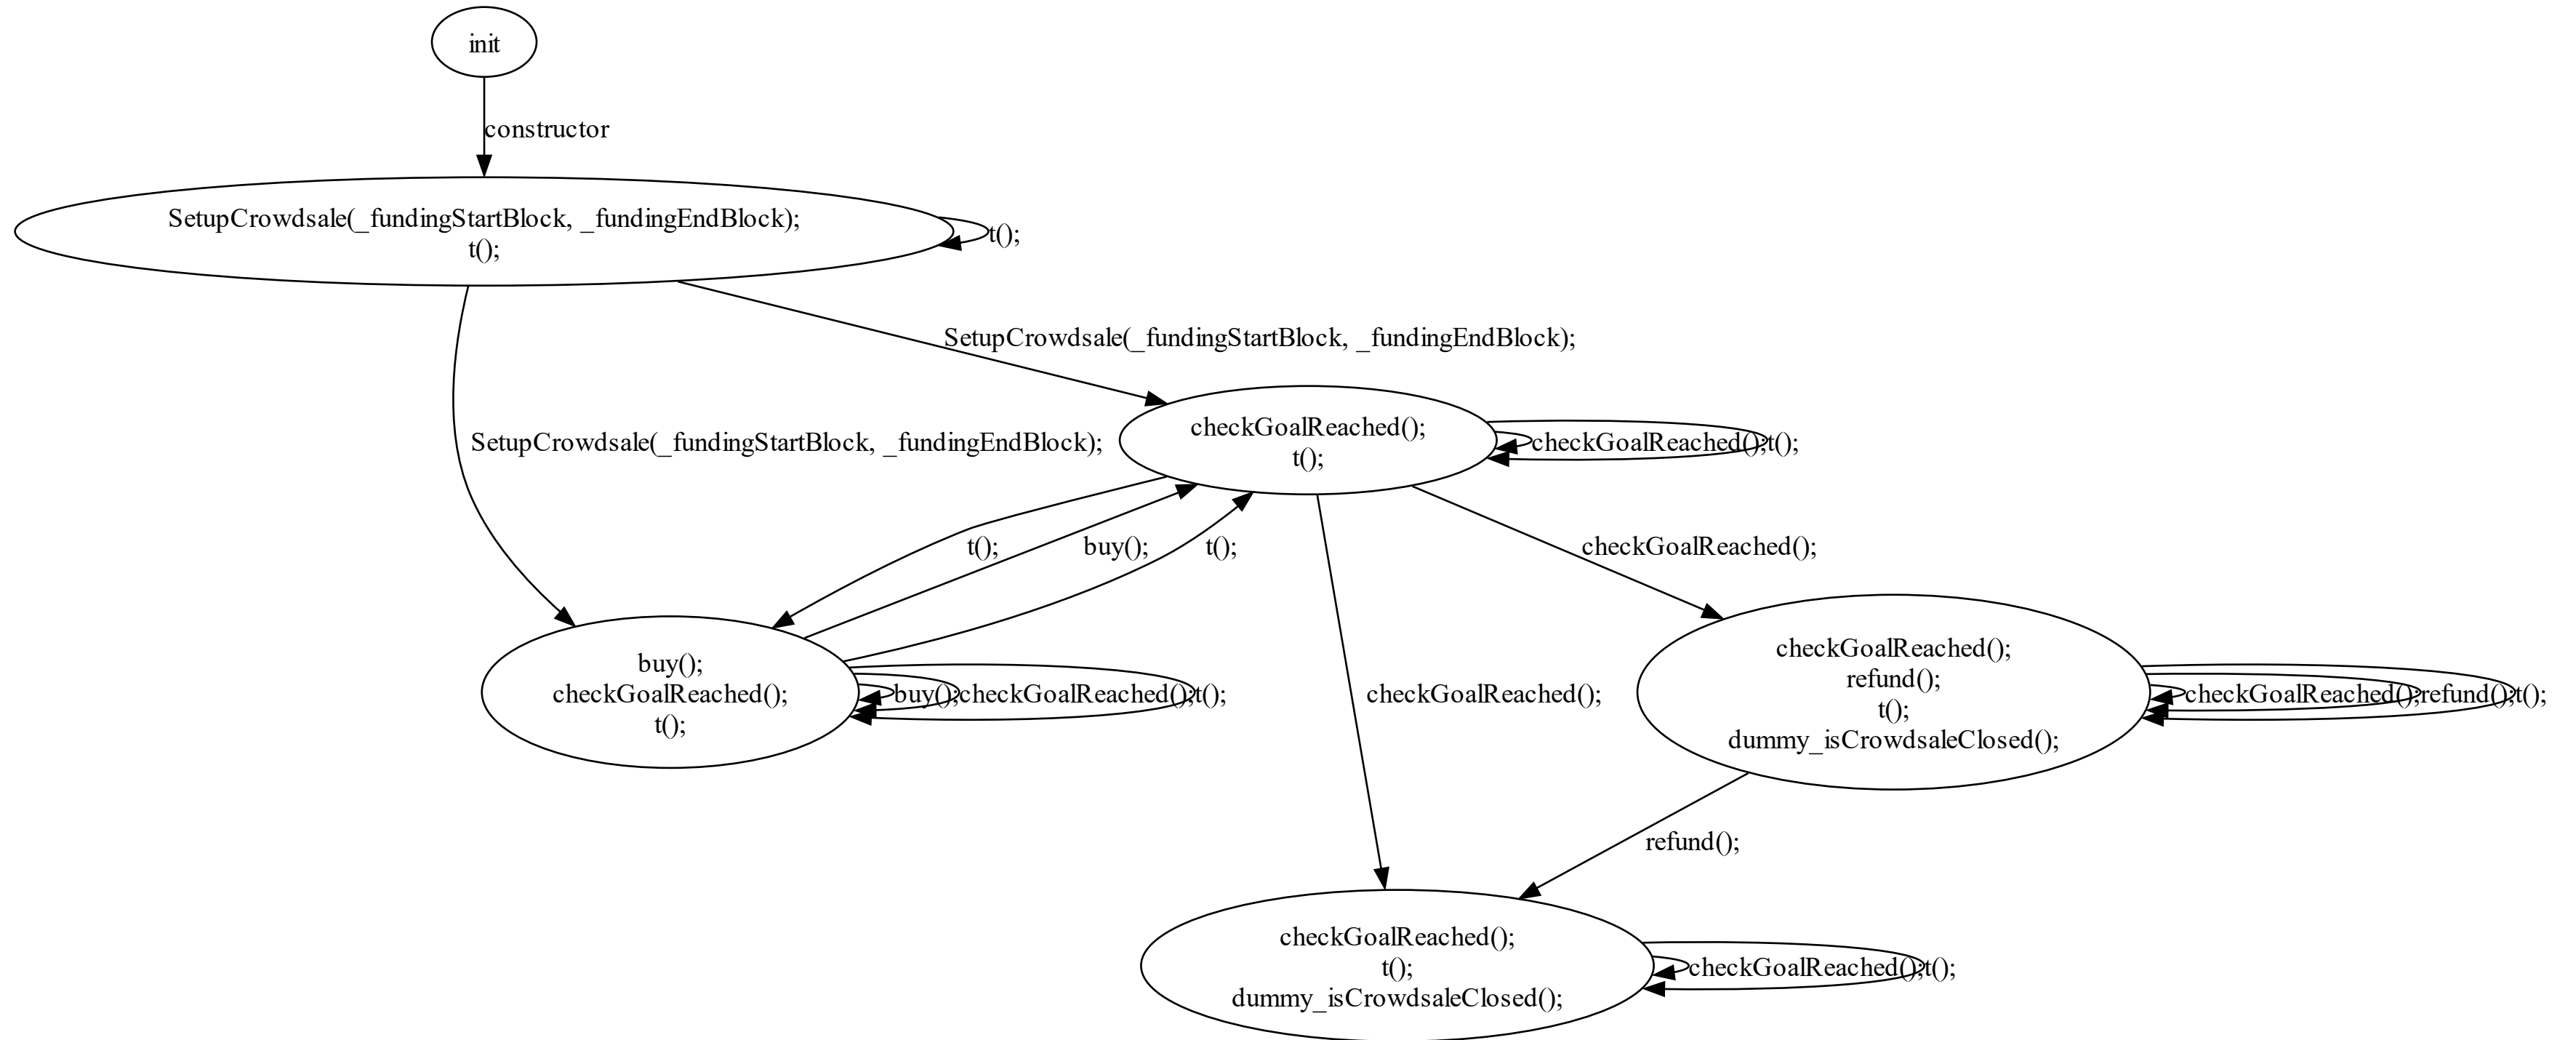 init
constructor
SetupCrowdsale(_fundingStartBlock, _fundingEndBlock);
t();
t();
SetupCrowdsale(_fundingStartBlock, _fundingEndBlock);
SetupCrowdsale(_fundingStartBlock, _fundingEndBlock);
checkGoalReached();
t();
checkGoalReached();
t();
t();
buy();
t();
checkGoalReached();
buy();
checkGoalReached();
t();
buy();
checkGoalReached();
t();
checkGoalReached();
checkGoalReached();
refund();
t();
dummy_isCrowdsaleClosed();
checkGoalReached();
refund();
t();
refund();
checkGoalReached();
t();
dummy_isCrowdsaleClosed();
checkGoalReached();
t();